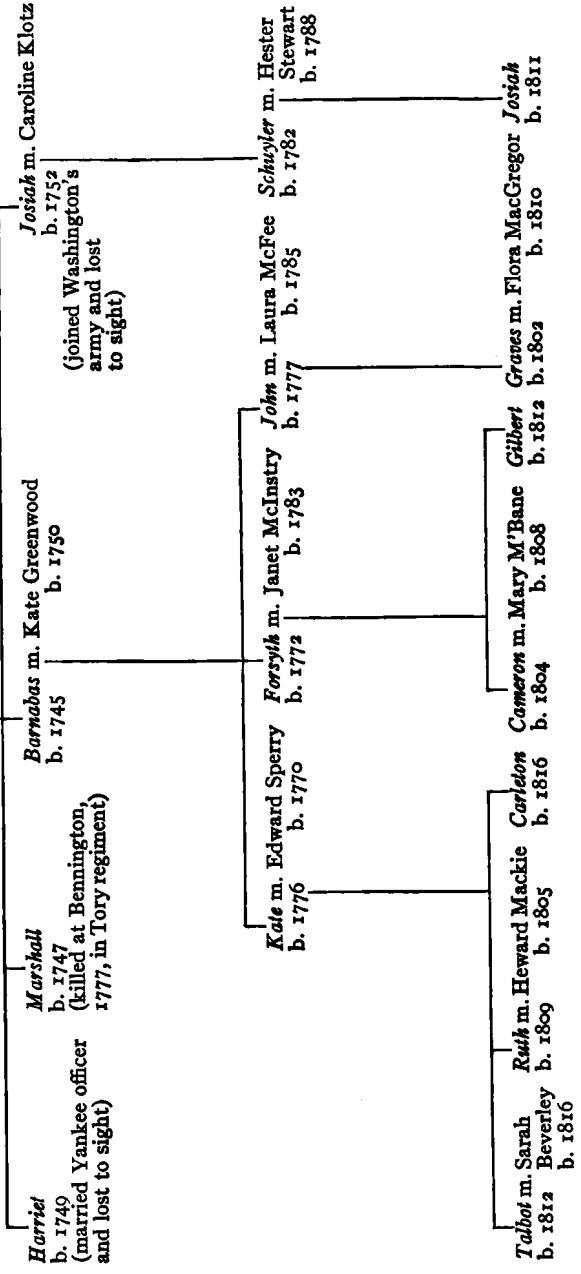 Harriet
b. 1749
(married Yankee officer
and lost to sight)
Marshall
b. 1747
(killed at Bennington,
1777, in Tory regiment)
Barnabas m. Kate Greenwood
b. 1745 b. 1750
Josiah m. Caroline Klotz
b. 1752
(joined Washington's
army and lost
to sight)
Kate m. Edward Sperry
b. 1776 b. 1770
Forsyth m. Janet McInstry
b. 1772 b. 1783
John m. Laura McFee
b. 1777 b. 1785
Schuyler m. Hester
b. 1782 Stewart
b. 1788
Talbot m. Sarah
b. 1812 Beverley
b. 1816
Ruth m. Heward Mackie
b. 1809 b. 1805
Carleton
b. 1816
Cameron m. Mary M'Bane
b. 1804 b. 1808
Gilbert
b. 1812
Graves m. Flora MacGregor
b. 1802 b. 1810
Josiah
b. 1811